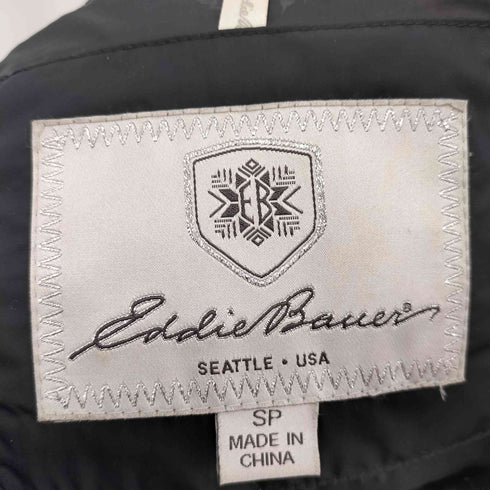 EB
Eddie Bauer®
SEATTLE • USA
SP
MADE IN
CHINA